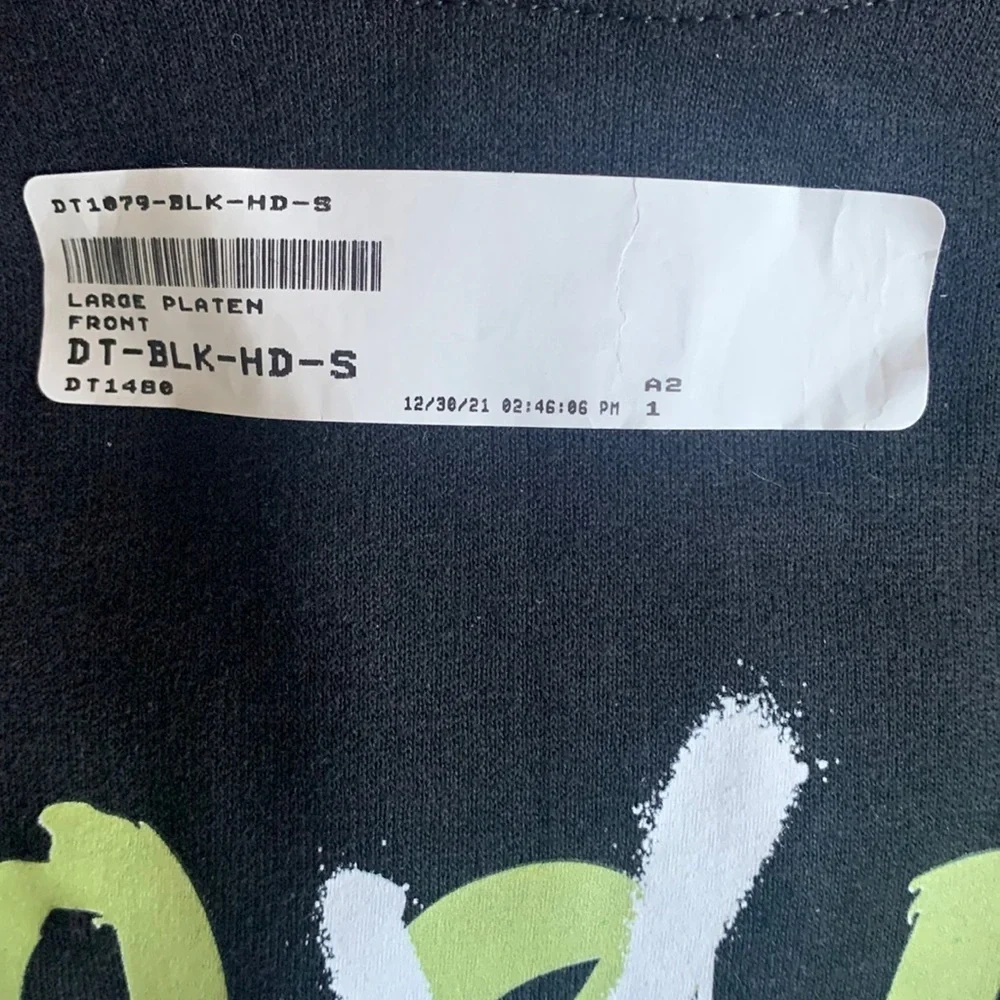 DT1079-BLK-HD-S
LARGE PLATEN
FRONT
DT-BLK-HD-S
DT1480
12/30/21 02:46:06 PM
A2
1